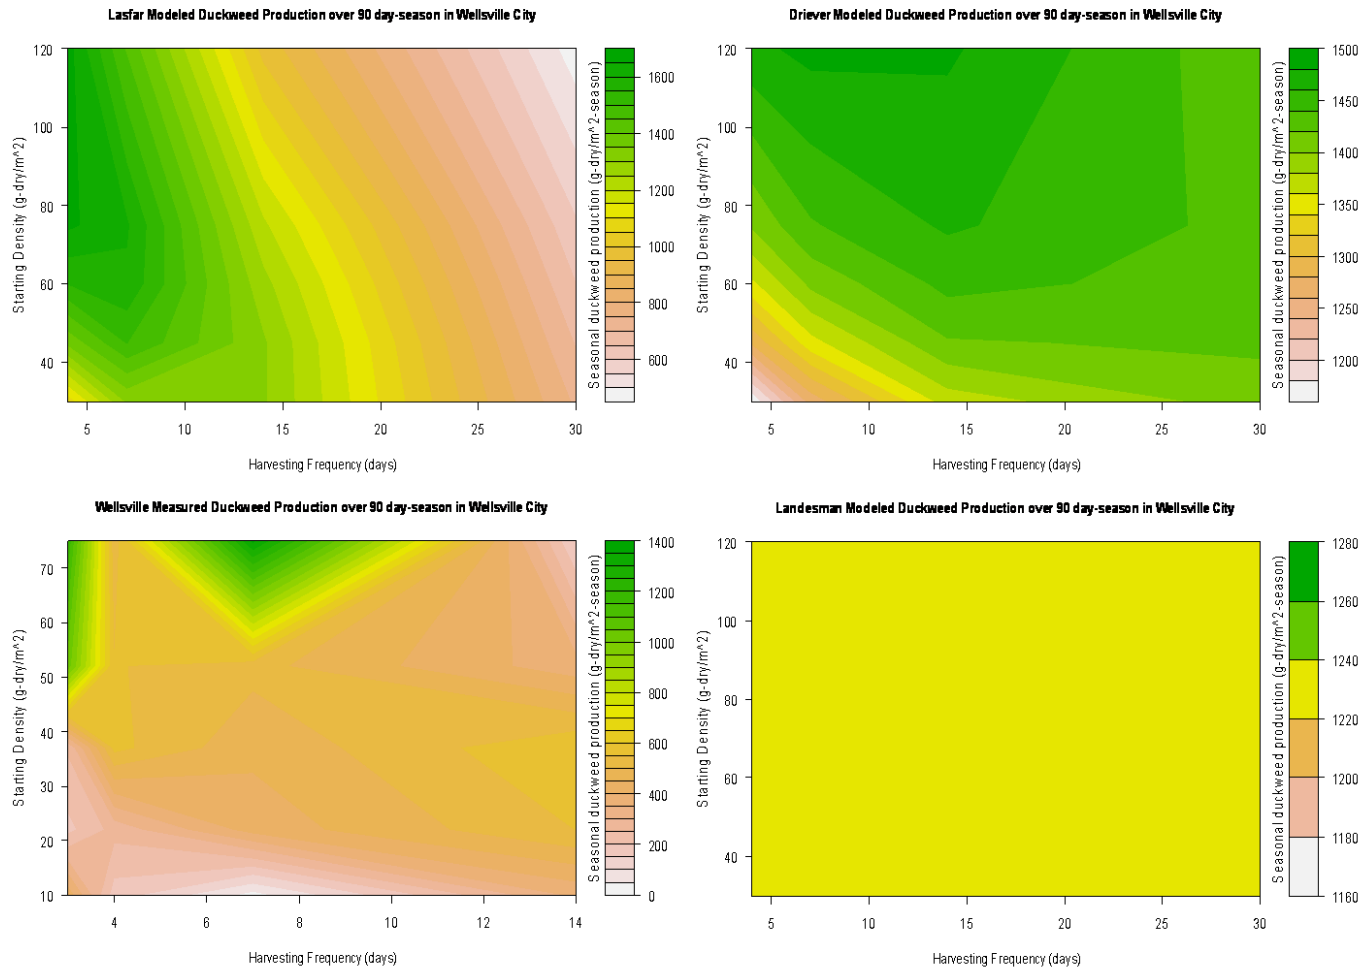 Lasfar Modeled Duckweed Production over 90 day-season in Wellsville City
Starting Density (g-dry/m^2)
120
100
80
60
40
5 10 15 20 25 30
Harvesting Frequency (days)
Seasonal duckweed production (g-dry/m^2-season)
1600
1400
1200
1000
800
600
Driever Modeled Duckweed Production over 90 day-season in Wellsville City
Starting Density (g-dry/m^2)
120
100
80
60
40
5 10 15 20 25 30
Harvesting Frequency (days)
Seasonal duckweed production (g-dry/m^2-season)
1500
1450
1400
1350
1300
1250
1200
Wellsville Measured Duckweed Production over 90 day-season in Wellsville City
Starting Density (g-dry/m^2)
70
60
50
40
30
20
10
4 6 8 10 12 14
Harvesting Frequency (days)
Seasonal duckweed production (g-dry/m^2-season)
1400
1200
1000
800
600
400
200
0
Landesman Modeled Duckweed Production over 90 day-season in Wellsville City
Starting Density (g-dry/m^2)
120
100
80
60
40
5 10 15 20 25 30
Harvesting Frequency (days)
Seasonal duckweed production (g-dry/m^2-season)
1280
1260
1240
1220
1200
1180
1160